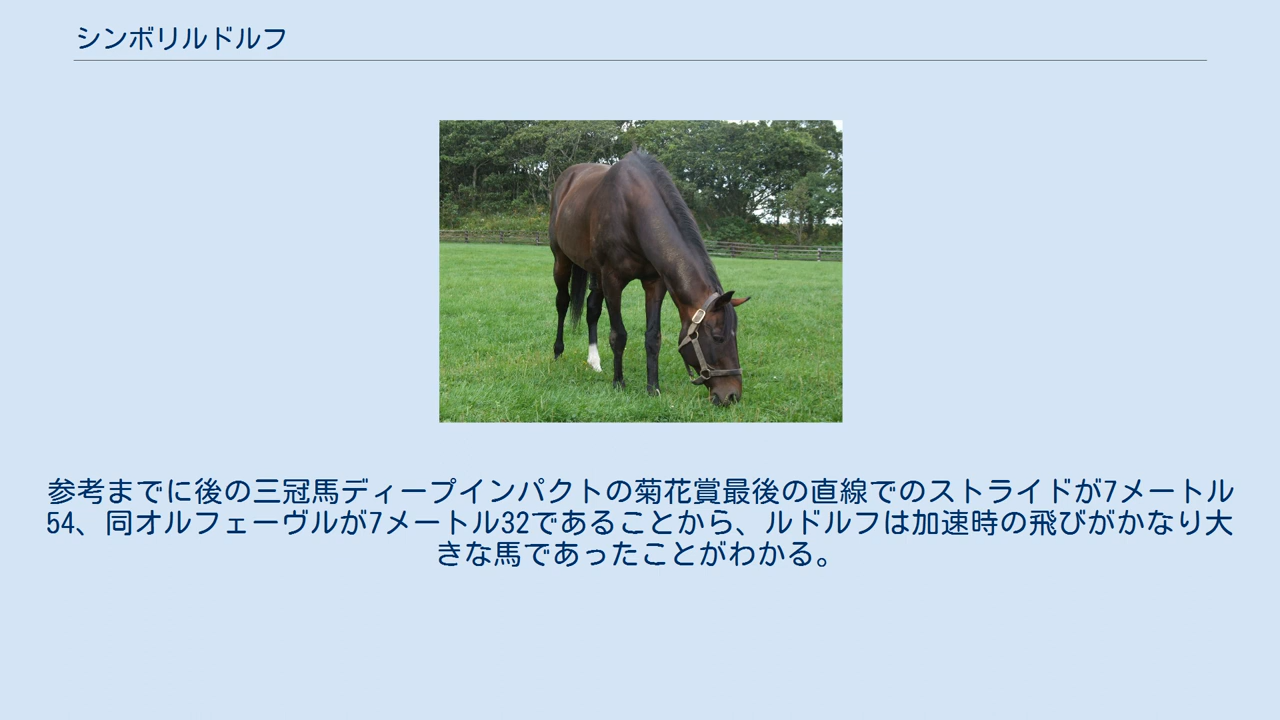 シンボリルドルフ
参考までに後の三冠馬ディープインパクトの菊花賞最後の直線でのストライドが7メートル
54、同オルフェーヴルが7メートル32であることから、ルドルフは加速時の飛びがかなり大
きな馬であったことがわかる。